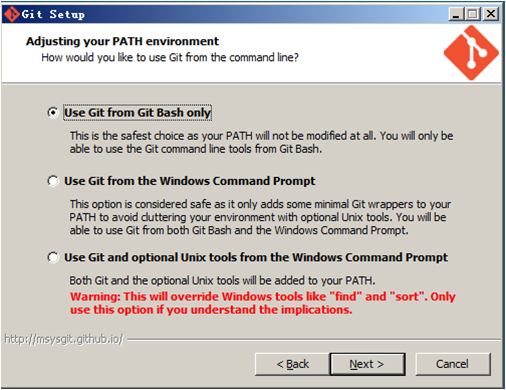 Git Setup
Adjusting your PATH environment
How would you like to use Git from the command line?
Use Git from Git Bash only
This is the safest choice as your PATH will not be modified at all. You will only be
able to use the Git command line tools from Git Bash.
Use Git from the Windows Command Prompt
This option is considered safe as it only adds some minimal Git wrappers to your
PATH to avoid cluttering your environment with optional Unix tools. You will be
able to use Git from both Git Bash and the Windows Command Prompt.
Use Git and optional Unix tools from the Windows Command Prompt
Both Git and the optional Unix tools will be added to your PATH.
Warning: This will override Windows tools like "find" and "sort". Only
use this option if you understand the implications.
http://msysgit.github.io/
< Back Next > Cancel